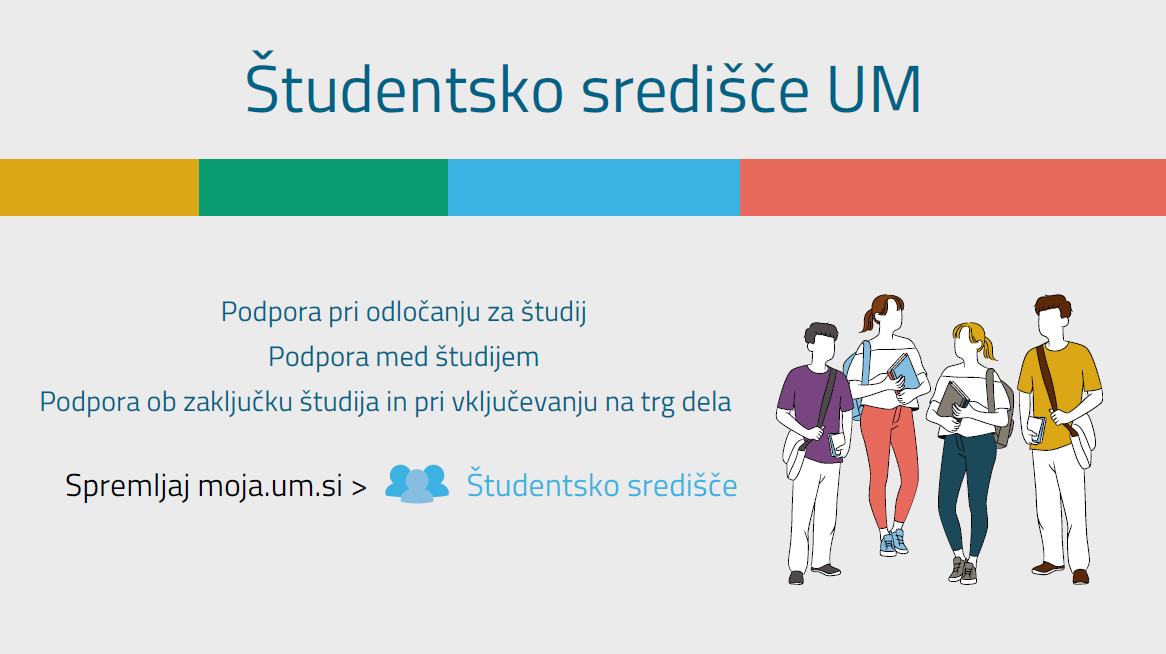 Študentsko središče UM
Podpora pri odločanju za študij
Podpora med študijem
Podpora ob zaključku študija in pri vključevanju na trg dela
Spremljaj moja.um.si > Študentsko središče